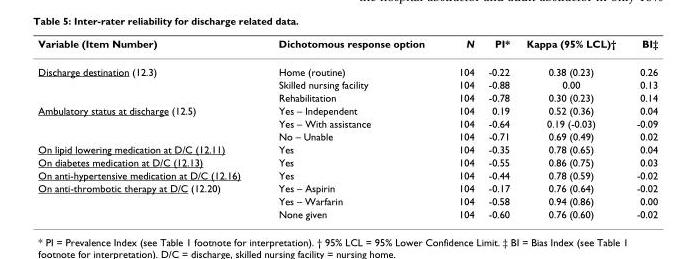 Table 5: Inter-rater reliability for discharge related data.
Variable (Item Number) Dichotomous response option N PI* Kappa (95% LCL)† BI‡
Discharge destination (12.3) Home (routine) 104 -0.22 0.38 (0.23) 0.26
Skilled nursing facility 104 -0.88 0.00 0.13
Rehabilitation 104 -0.78 0.30 (0.23) 0.14
Ambulatory status at discharge (12.5) Yes – Independent 104 0.19 0.52 (0.36) 0.04
Yes – With assistance 104 -0.64 0.19 (-0.03) -0.09
No – Unable 104 -0.71 0.69 (0.49) 0.02
On lipid lowering medication at D/C (12.11) Yes 104 -0.35 0.78 (0.65) 0.04
On diabetes medication at D/C (12.13) Yes 104 -0.55 0.86 (0.75) 0.03
On anti-hypertensive medication at D/C (12.16) Yes 104 -0.44 0.78 (0.59) -0.02
On anti-thrombotic therapy at D/C (12.20) Yes – Aspirin 104 -0.17 0.76 (0.64) -0.02
Yes – Warfarin 104 -0.58 0.94 (0.86) 0.00
None given 104 -0.60 0.76 (0.60) -0.02
* PI = Prevalence Index (see Table 1 footnote for interpretation). † 95% LCL = 95% Lower Confidence Limit. ‡ BI = Bias Index (see Table 1
footnote for interpretation). D/C = discharge, skilled nursing facility = nursing home.